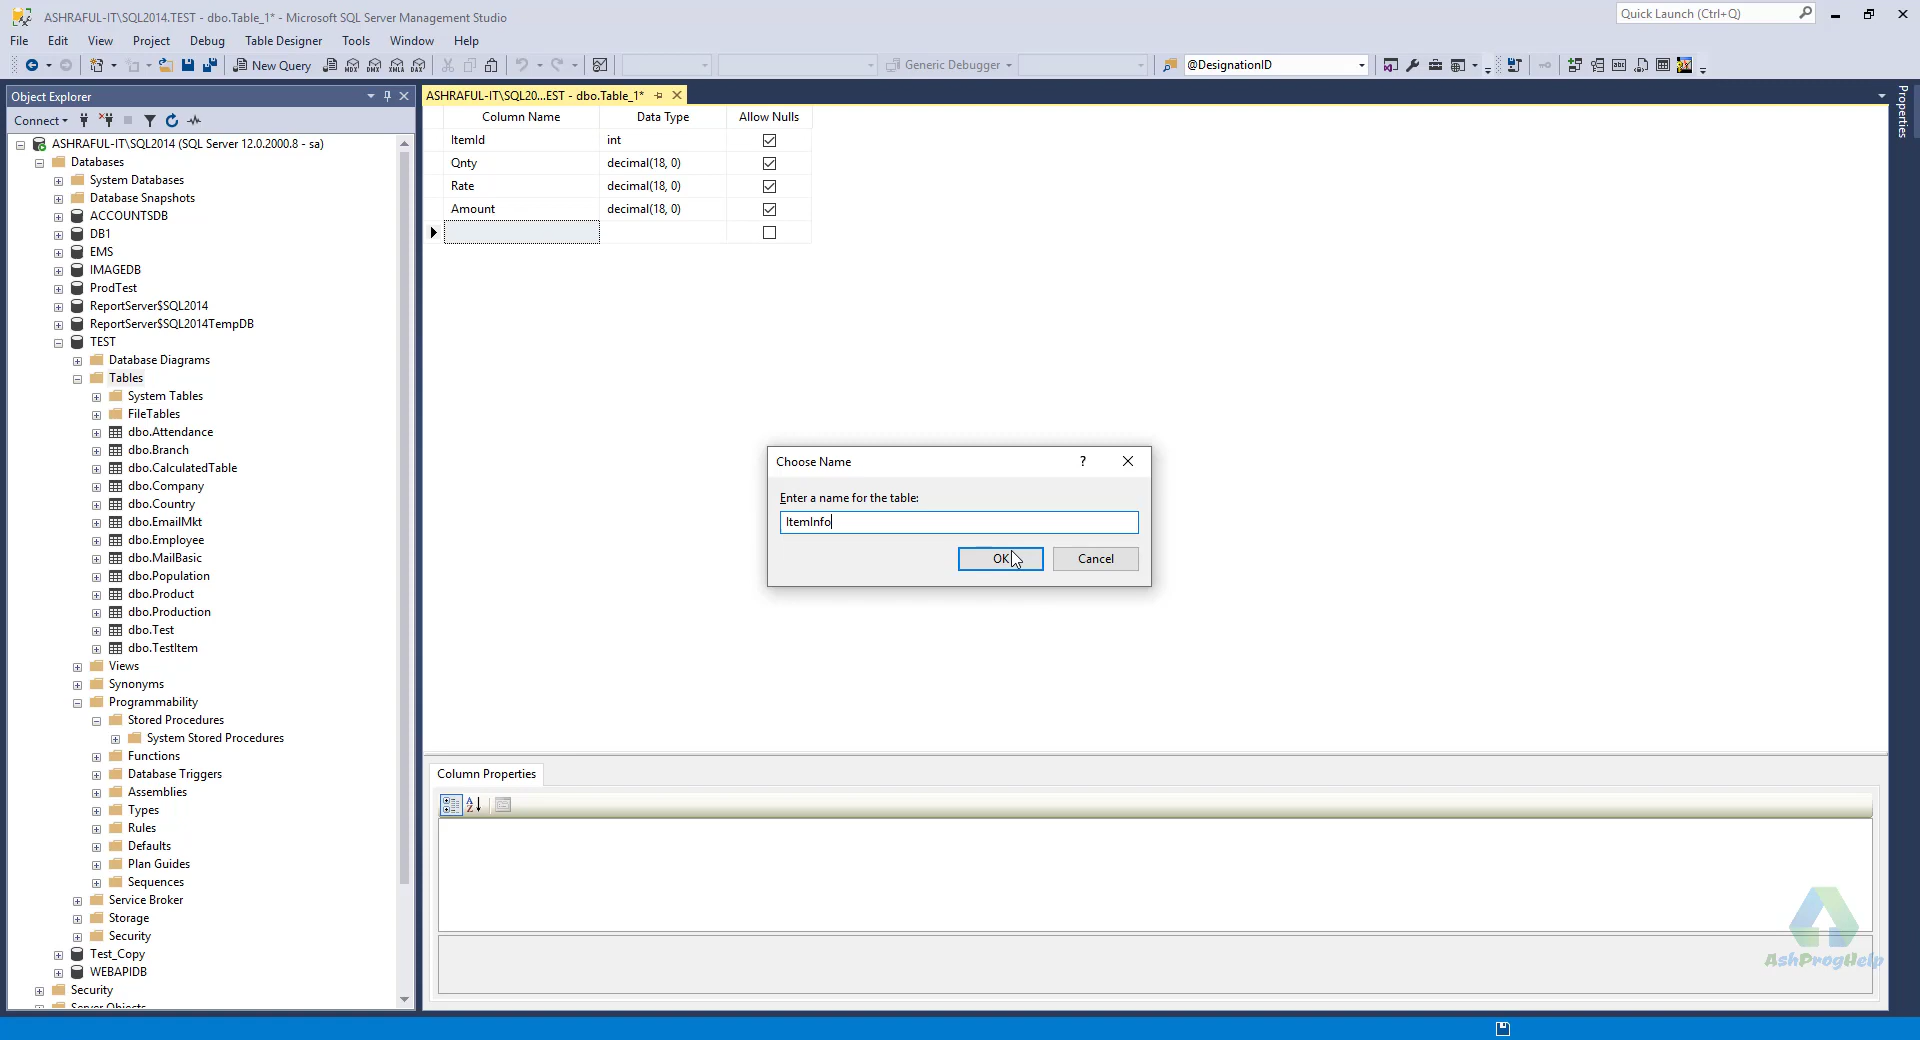 ASHRAFUL-IT\SQL2014.TEST - dbo.Table_1* - Microsoft SQL Server Management Studio
Quick Launch (Ctrl+Q)
File Edit View Project Debug Table Designer Tools Window Help
New Query MDX DMX XMLA DAX Generic Debugger @DesignationID
Object Explorer
ASHRAFUL-IT\SQL20...EST - dbo.Table_1*
Properties
Connect
Column Name Data Type Allow Nulls
ItemId int
Qnty decimal(18, 0)
Rate decimal(18, 0)
Amount decimal(18, 0)
ASHRAFUL-IT\SQL2014 (SQL Server 12.0.2000.8 - sa)
Databases
System Databases
Database Snapshots
ACCOUNTSDB
DB1
EMS
IMAGEDB
ProdTest
ReportServer$SQL2014
ReportServer$SQL2014TempDB
TEST
Database Diagrams
Tables
System Tables
FileTables
dbo.Attendance
dbo.Branch
dbo.CalculatedTable
dbo.Company
dbo.Country
dbo.EmailMkt
dbo.Employee
dbo.MailBasic
dbo.Population
dbo.Product
dbo.Production
dbo.Test
dbo.TestItem
Views
Synonyms
Programmability
Stored Procedures
System Stored Procedures
Functions
Database Triggers
Assemblies
Types
Rules
Defaults
Plan Guides
Sequences
Service Broker
Storage
Security
Test_Copy
WEBAPIDB
Security
Server Objects
Choose Name
Enter a name for the table:
ItemInfo
OK Cancel
Column Properties
AshProgHelp